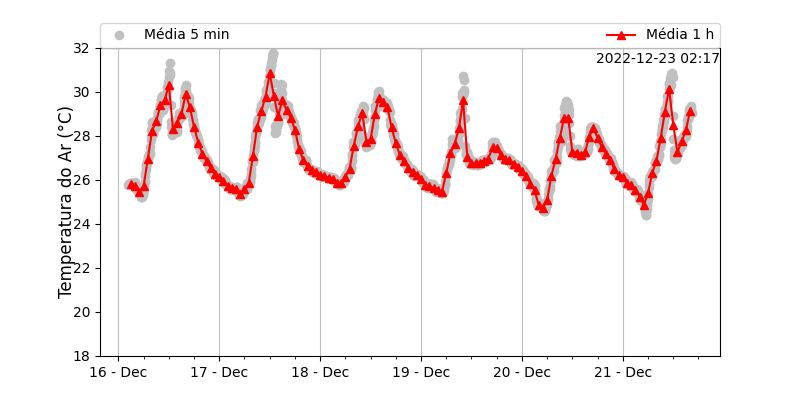 Média 5 min
Média 1 h
2022-12-23 02:17
Temperatura do Ar (°C)
32
30
28
26
24
22
20
18
16 - Dec
17 - Dec
18 - Dec
19 - Dec
20 - Dec
21 - Dec